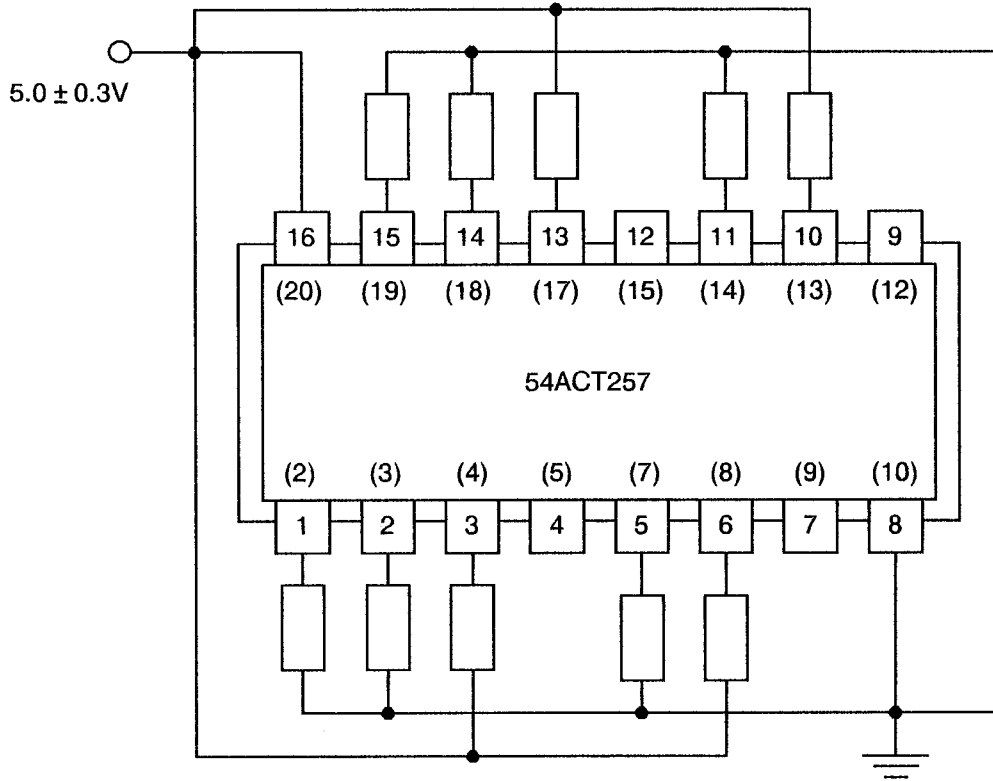 5.0 ± 0.3V
16 15 14 13 12 11 10 9
(20) (19) (18) (17) (15) (14) (13) (12)
54ACT257
(2) (3) (4) (5) (7) (8) (9) (10)
1 2 3 4 5 6 7 8